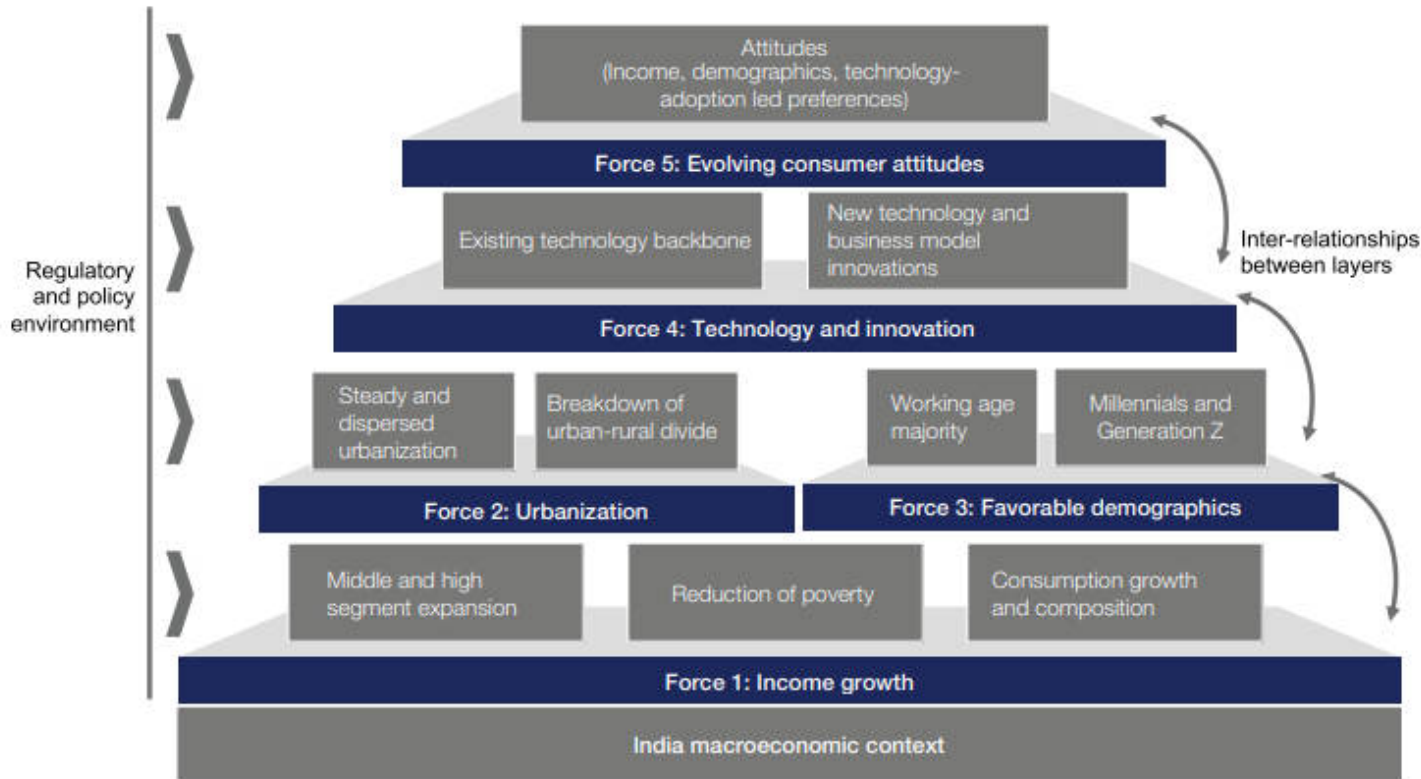 Attitudes
(Income, demographics, technology-
adoption led preferences)
Force 5: Evolving consumer attitudes
Existing technology backbone
New technology and
business model
innovations
Inter-relationships
between layers
Regulatory
and policy
environment
Force 4: Technology and innovation
Steady and
dispersed
urbanization
Breakdown of
urban-rural divide
Working age
majority
Millennials and
Generation Z
Force 2: Urbanization
Force 3: Favorable demographics
Middle and high
segment expansion
Reduction of poverty
Consumption growth
and composition
Force 1: Income growth
India macroeconomic context